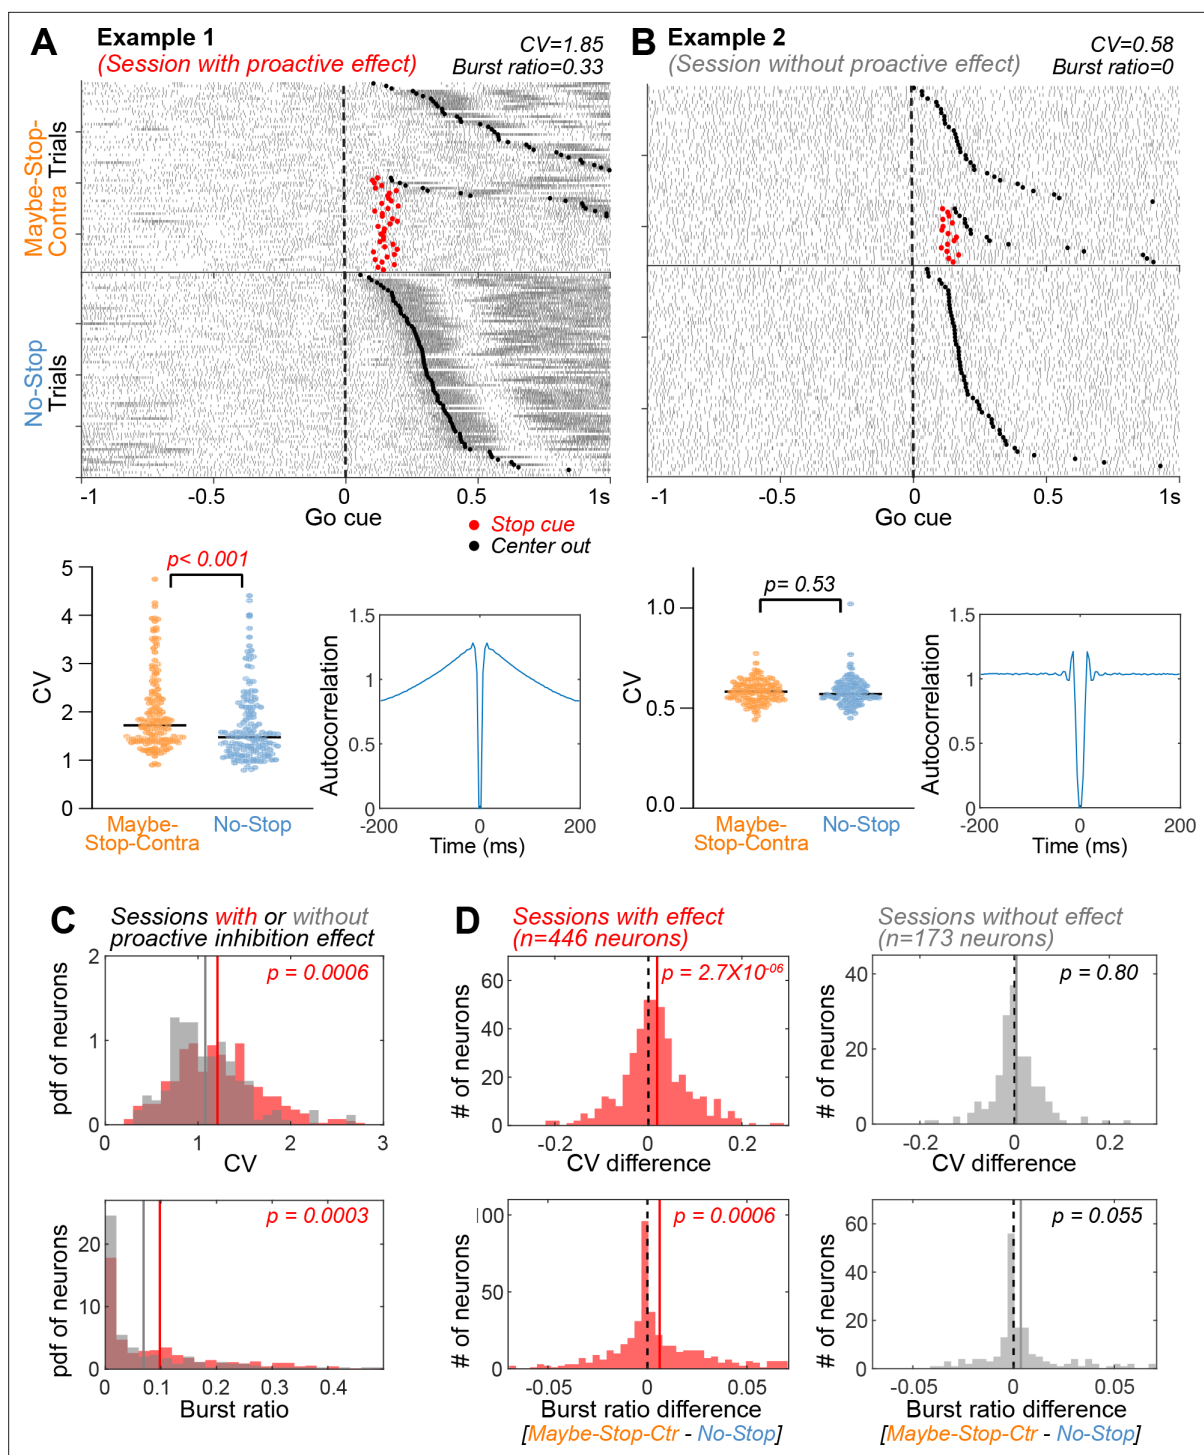 A
Example 1
(Session with proactive effect)
CV=1.85
Burst ratio=0.33
Maybe-Stop-
Contra Trials
No-Stop
Trials
-1
-0.5
0
0.5
1s
Go cue
Stop cue
Center out
B
Example 2
(Session without proactive effect)
CV=0.58
Burst ratio=0
-1
-0.5
0
0.5
1s
Go cue
p< 0.001
CV
5
4
3
2
1
0
Maybe-
Stop-Contra
No-Stop
Autocorrelation
1.5
1
0.5
0
-200
0
200
Time (ms)
p= 0.53
CV
1.0
0.5
0.0
Maybe-
Stop-Contra
No-Stop
Autocorrelation
1.5
1
0.5
0
-200
0
200
Time (ms)
C
Sessions with or without
proactive inhibition effect
p = 0.0006
pdf of neurons
2
1
0
0
1
2
3
CV
p = 0.0003
pdf of neurons
20
10
0
0
0.1
0.2
0.3
0.4
Burst ratio
D
Sessions with effect
(n=446 neurons)
p = 2.7X10-06
# of neurons
60
40
20
0
-0.2
0
0.2
CV difference
Sessions without effect
(n=173 neurons)
p = 0.80
# of neurons
40
20
0
-0.2
0
0.2
CV difference
p = 0.0006
# of neurons
100
50
0
-0.05
0
0.05
Burst ratio difference
[Maybe-Stop-Ctr - No-Stop]
p = 0.055
# of neurons
60
40
20
0
-0.05
0
0.05
Burst ratio difference
[Maybe-Stop-Ctr - No-Stop]